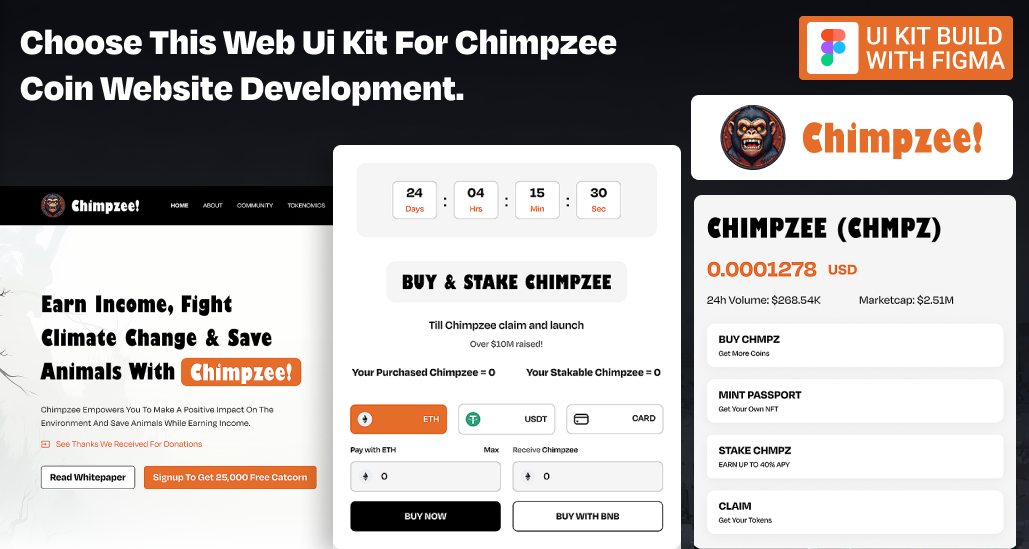 Choose This Web Ui Kit For Chimpzee
Coin Website Development.
UI KIT BUILD
WITH FIGMA
Chimpzee!
Chimpzee!
HOME ABOUT COMMUNITY TOKENOMICS
Earn Income, Fight
Climate Change & Save
Animals With Chimpzee!
Chimpzee Empowers You To Make A Positive Impact On The
Environment And Save Animals While Earning Income.
See Thanks We Received For Donations
Read Whitepaper Signup To Get 25,000 Free Catcorn
24 : 04 : 15 : 30
Days Hrs Min Sec
BUY & STAKE CHIMPZEE
Till Chimpzee claim and launch
Over $10M raised!
Your Purchased Chimpzee = 0 Your Stakable Chimpzee = 0
ETH USDT CARD
Pay with ETH Max Receive Chimpzee
0 0
BUY NOW BUY WITH BNB
CHIMPZEE (CHMPZ)
0.0001278 USD
24h Volume: $268.54K Marketcap: $2.51M
BUY CHMPZ
Get More Coins
MINT PASSPORT
Get Your Own NFT
STAKE CHMPZ
EARN UP TO 40% APY
CLAIM
Get Your Tokens